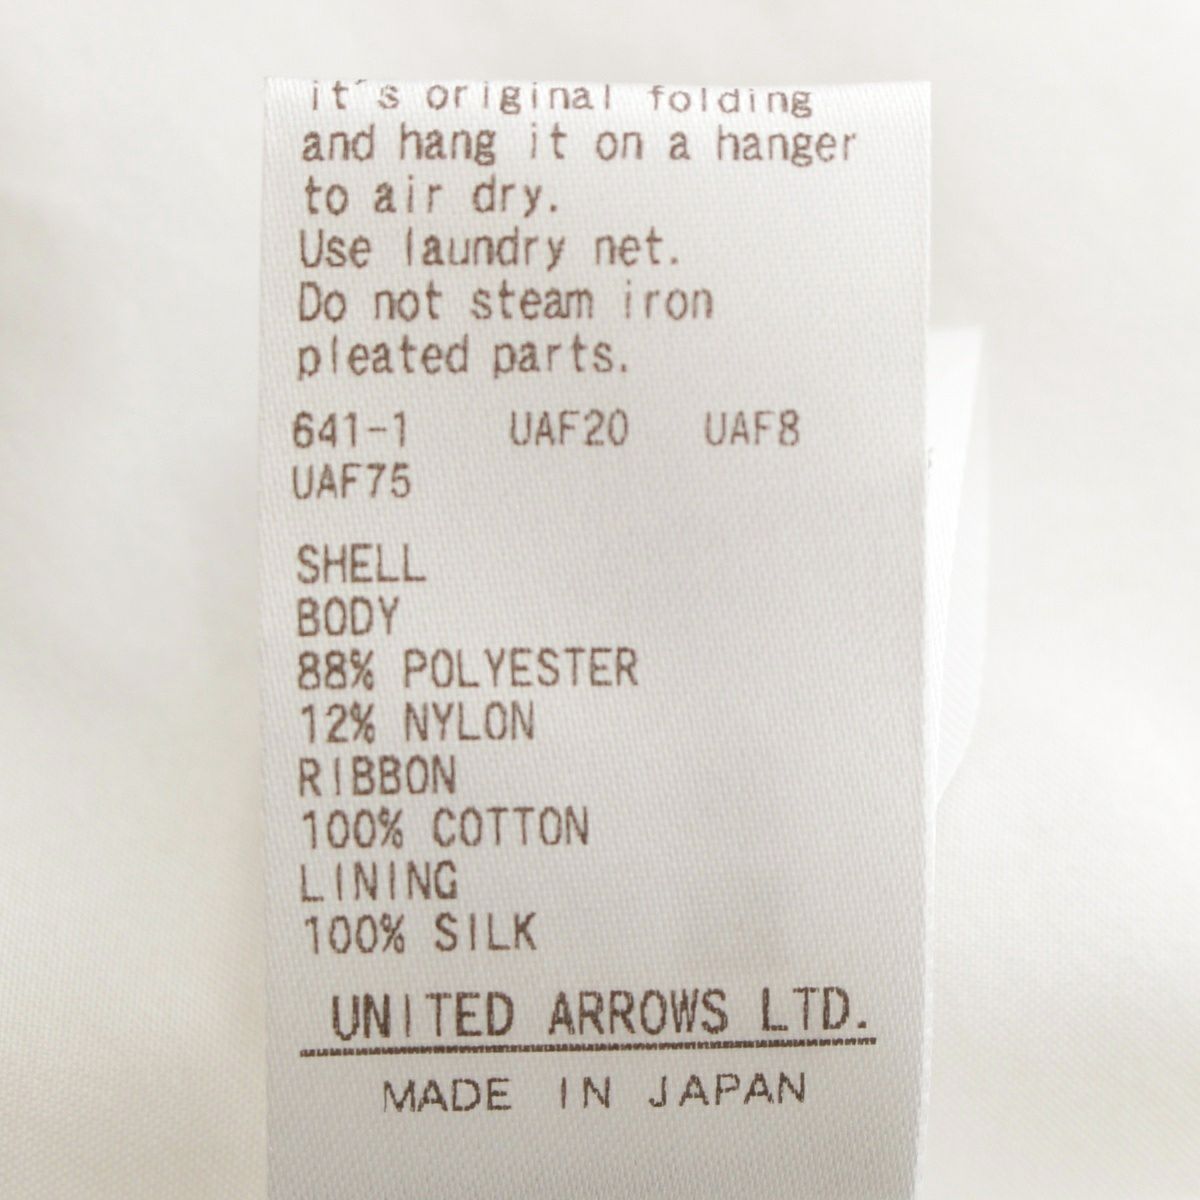 it's original folding
and hang it on a hanger
to air dry.
Use laundry net.
Do not steam iron
pleated parts.
641-1 UAF20 UAF8
UAF75
SHELL
BODY
88% POLYESTER
12% NYLON
RIBBON
100% COTTON
LINING
100% SILK
UNITED ARROWS LTD.
MADE IN JAPAN